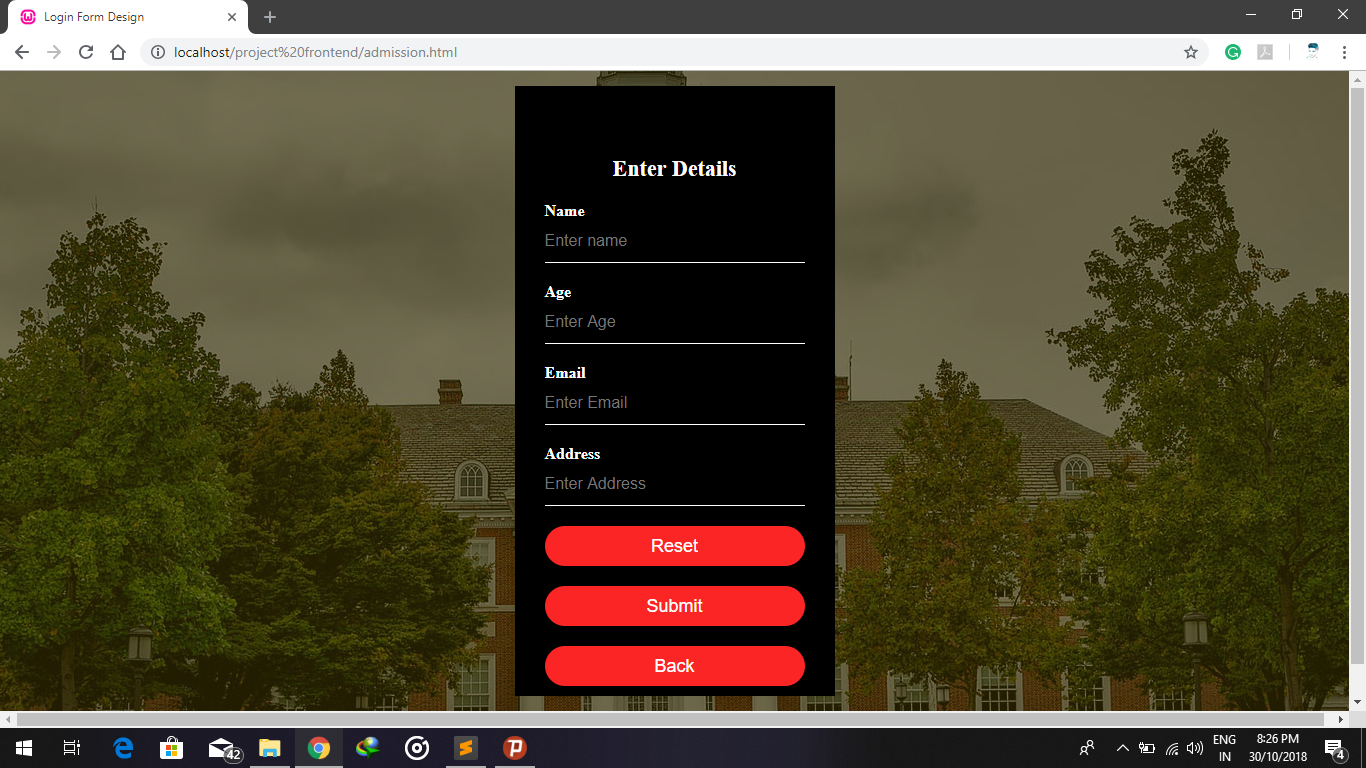 Login Form Design
localhost/project%20frontend/admission.html
Enter Details
Name
Enter name
Age
Enter Age
Email
Enter Email
Address
Enter Address
Reset
Submit
Back
42
ENG
IN
8:26 PM
30/10/2018
4